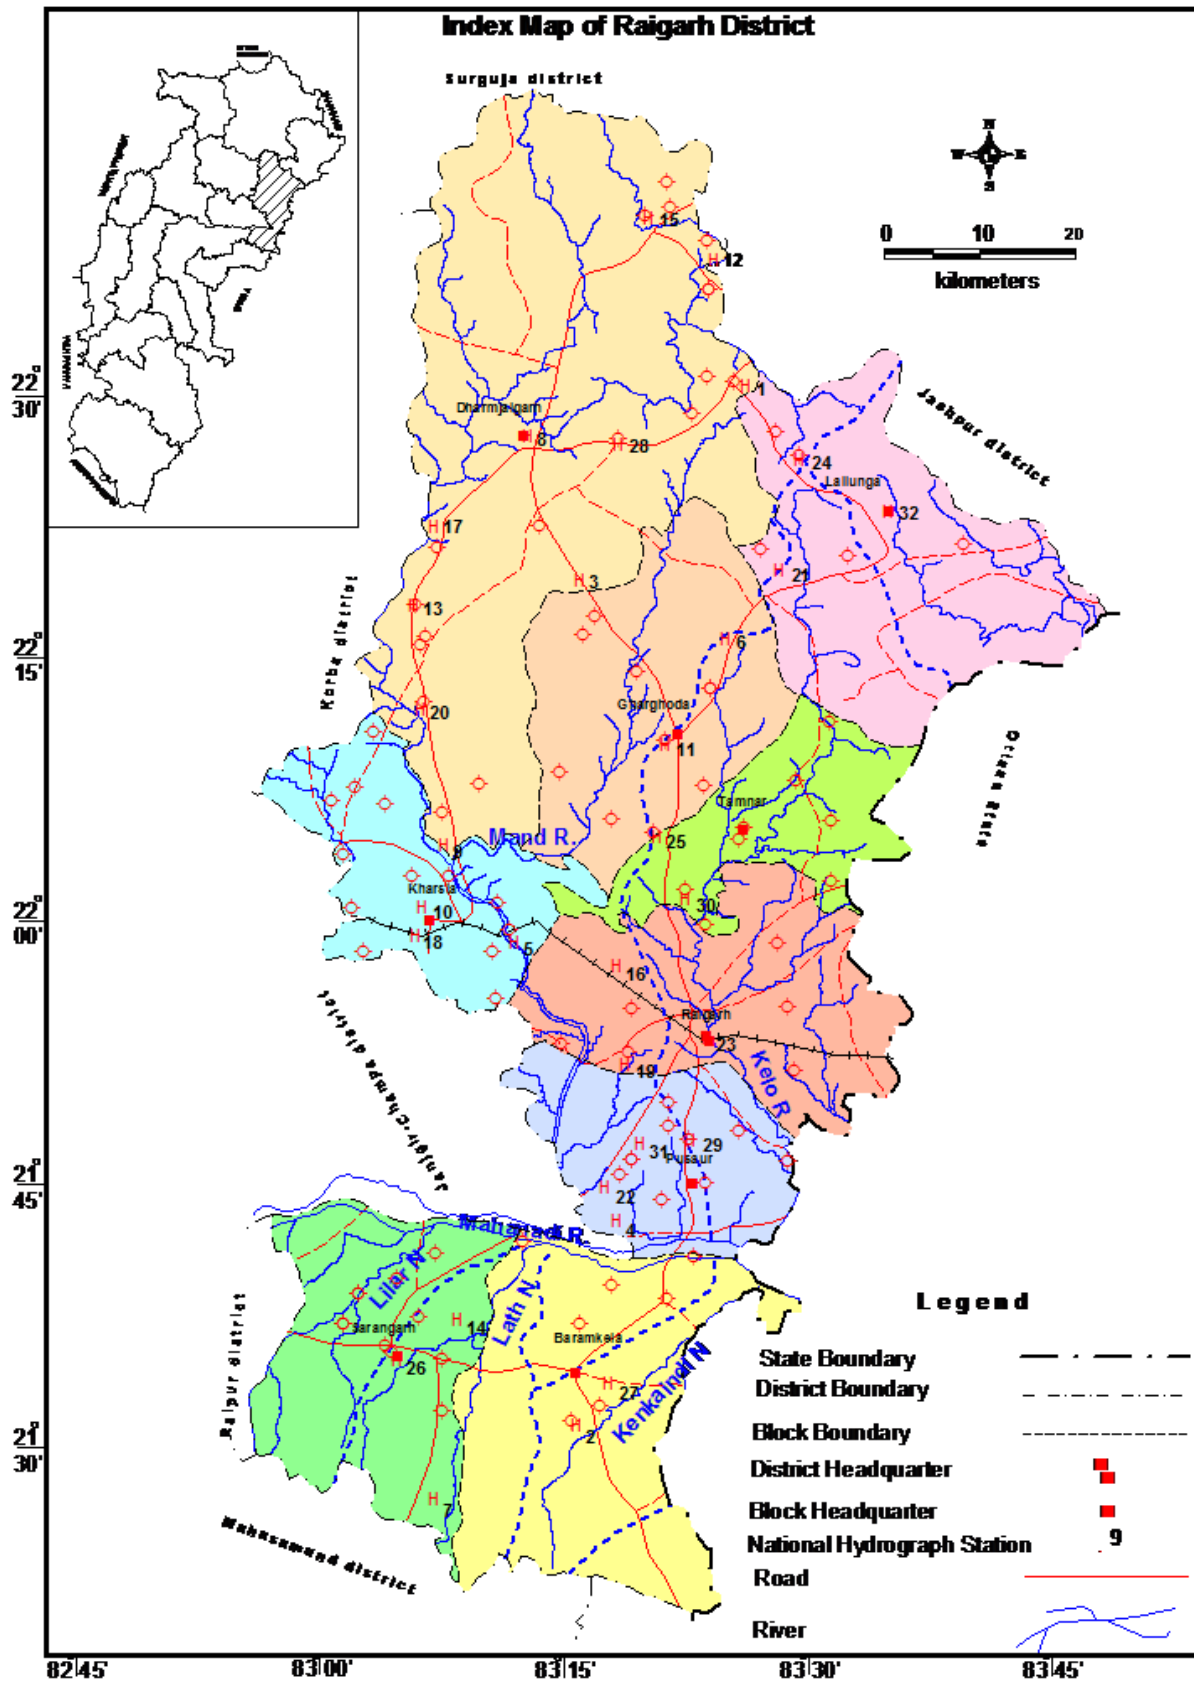 Index Map of Raigarh District
Surguja district
N
W E
S
0 10 20
kilometers
15
12
22°
30'
1
Jashpur district
Dharmjaigarh
8
28
24
Lailunga
32
17
21
3
13
Korba district
6
22°
15'
20
Gharghoda
11
Orissa State
Tamnar
Mand R.
25
9
Kharsia
10
30
22°
00'
18
5
16
Raigarh
23
Janjgir-Champa district
19
Kelo R
31
29
Pussur
21°
45'
22
4
Mahanadi R.
Lilar N
Lath N
Raipur district
14
Sarangarh
Baramkela
26
27
Kenkaindi N
2
21°
30'
7
Mahasamund district
Legend
State Boundary
District Boundary
Block Boundary
District Headquarter
Block Headquarter
National Hydrograph Station 9
Road
River
82°45' 83°00' 83°15' 83°30' 83°45'